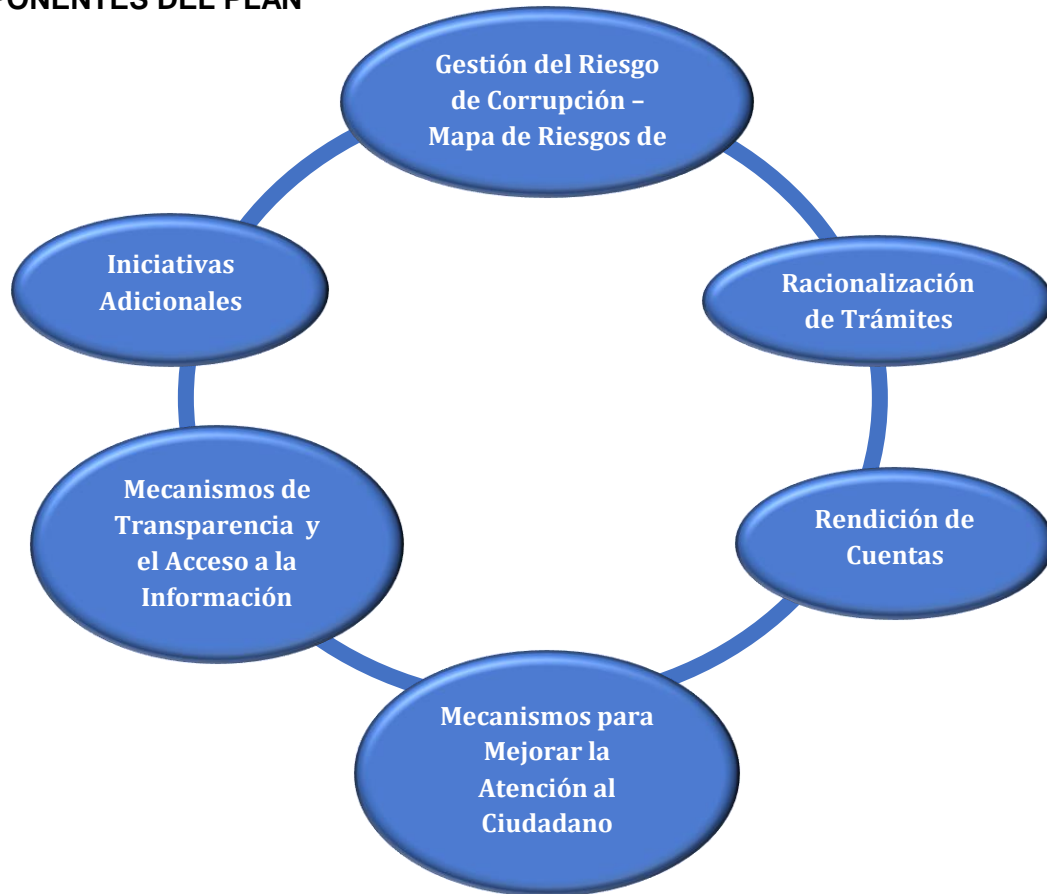 PONENTES DEL PLAN
Gestión del Riesgo
de Corrupción –
Mapa de Riesgos de
Racionalización
de Trámites
Rendición de
Cuentas
Mecanismos para
Mejorar la
Atención al
Ciudadano
Mecanismos de
Transparencia y
el Acceso a la
Información
Iniciativas
Adicionales